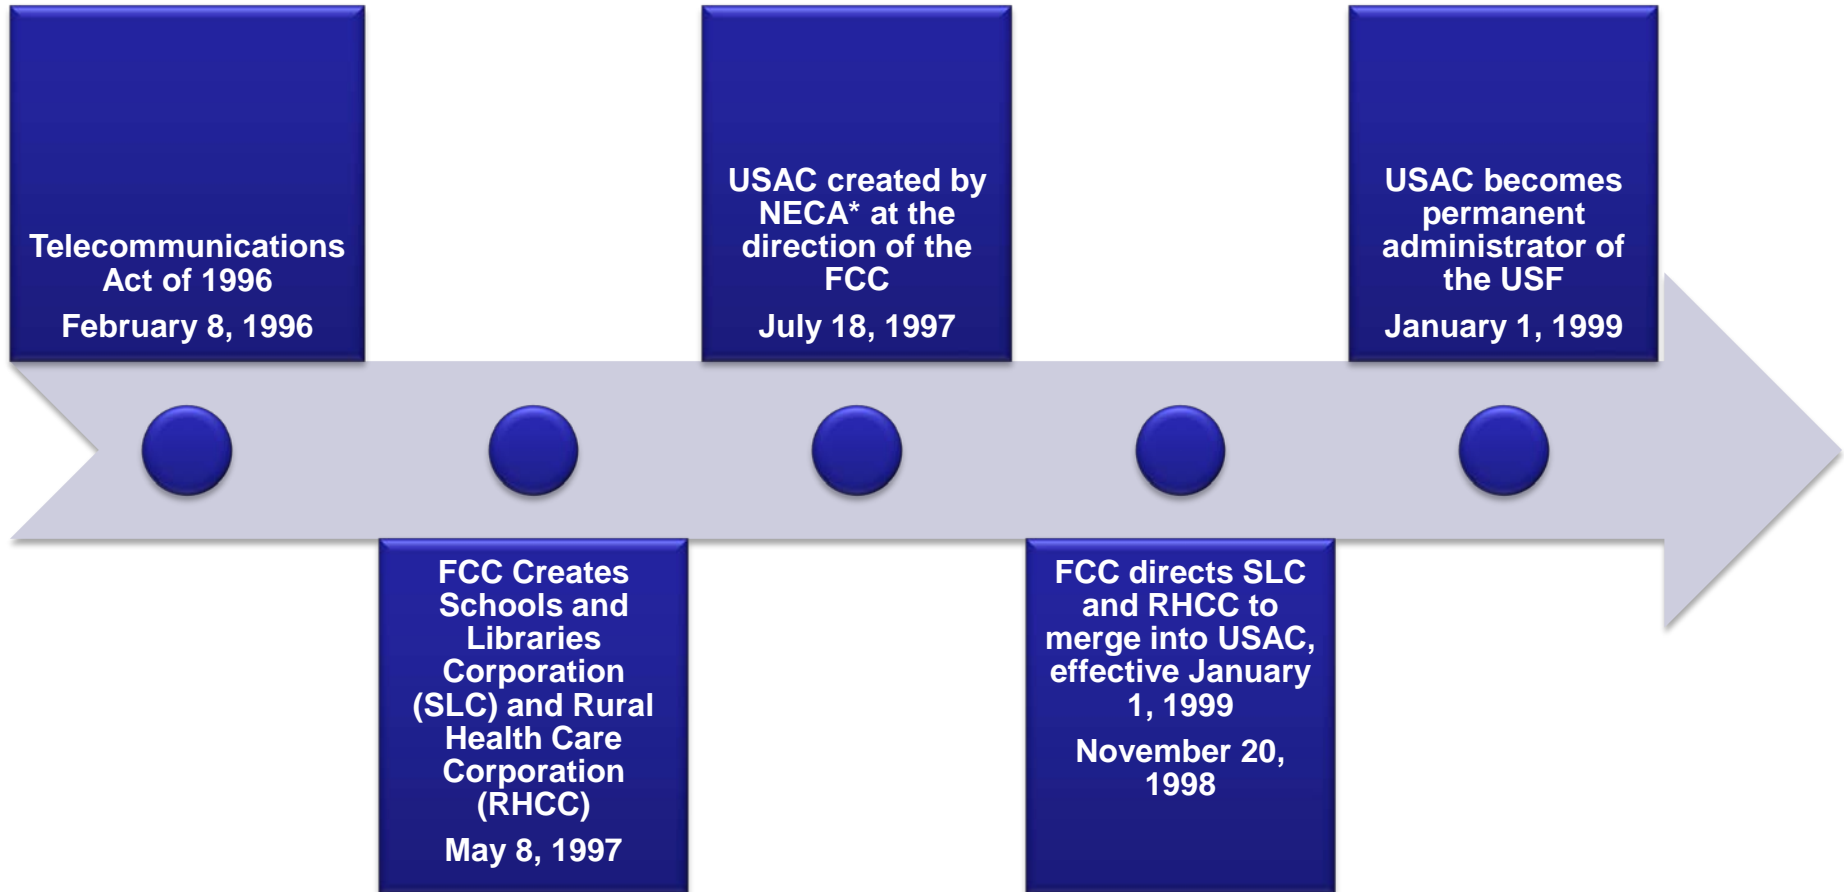 Telecommunications
Act of 1996
February 8, 1996
FCC Creates
Schools and
Libraries
Corporation
(SLC) and Rural
Health Care
Corporation
(RHCC)
May 8, 1997
USAC created by
NECA* at the
direction of the
FCC
July 18, 1997
FCC directs SLC
and RHCC to
merge into USAC,
effective January
1, 1999
November 20,
1998
USAC becomes
permanent
administrator of
the USF
January 1, 1999